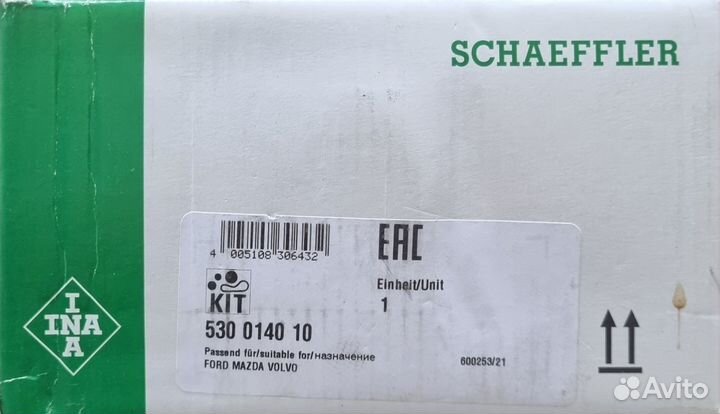 SCHAEFFLER
4 005108 306432
EAC
KIT
Einheit/Unit
1
530 0140 10
Passend für/suitable for/назначение
FORD MAZDA VOLVO
600253/21
I
INA
A
Avito